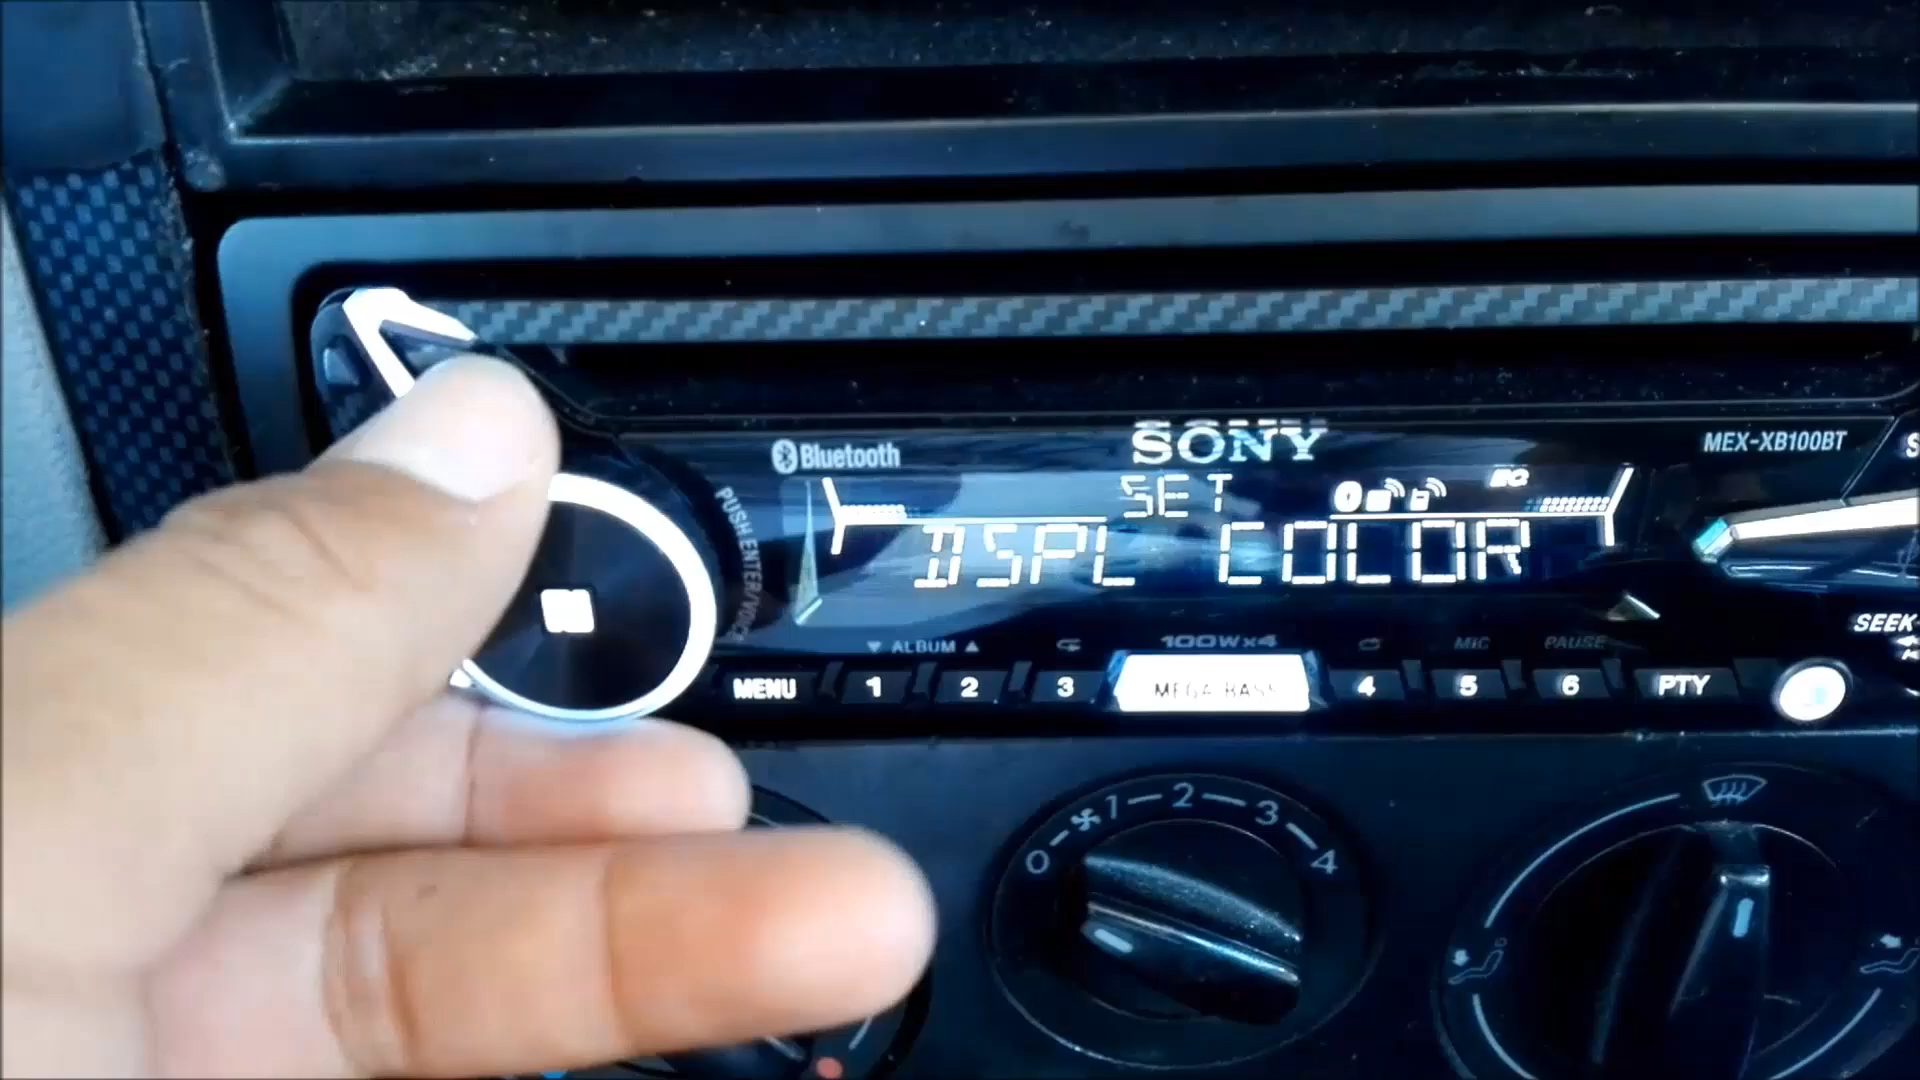 SONY
MEX-XB100BT
Bluetooth
SET
EQ
DSPL COLOR
PUSH ENTER/VOICE
ALBUM
100W×4
MIC
PAUSE
SEEK
MENU
1
2
3
MEGA BASS
4
5
6
PTY
0
1
2
3
4